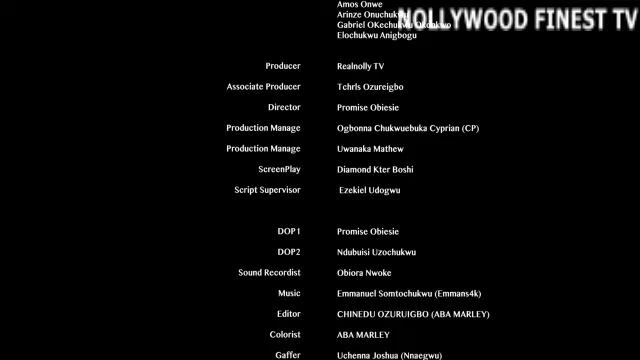 Amos Onwe
Arinze Onuchukwu
NOLLYWOOD FINEST TV
Gabriel OKechukwu Okonkwo
Elochukwu Anigbogu
Producer Realnolly TV
Associate Producer Tchrls Ozureigbo
Director Promise Obiesie
Production Manage Ogbonna Chukwuebuka Cyprian (CP)
Production Manage Uwanaka Mathew
ScreenPlay Diamond Kter Boshi
Script Supervisor Ezekiel Udogwu
DOP1 Promise Obiesie
DOP2 Ndubuisi Uzochukwu
Sound Recordist Obiora Nwoke
Music Emmanuel Somtochukwu (Emmans4k)
Editor CHINEDU OZURUIGBO (ABA MARLEY)
Colorist ABA MARLEY
Gaffer Uchenna Joshua (Nnaegwu)